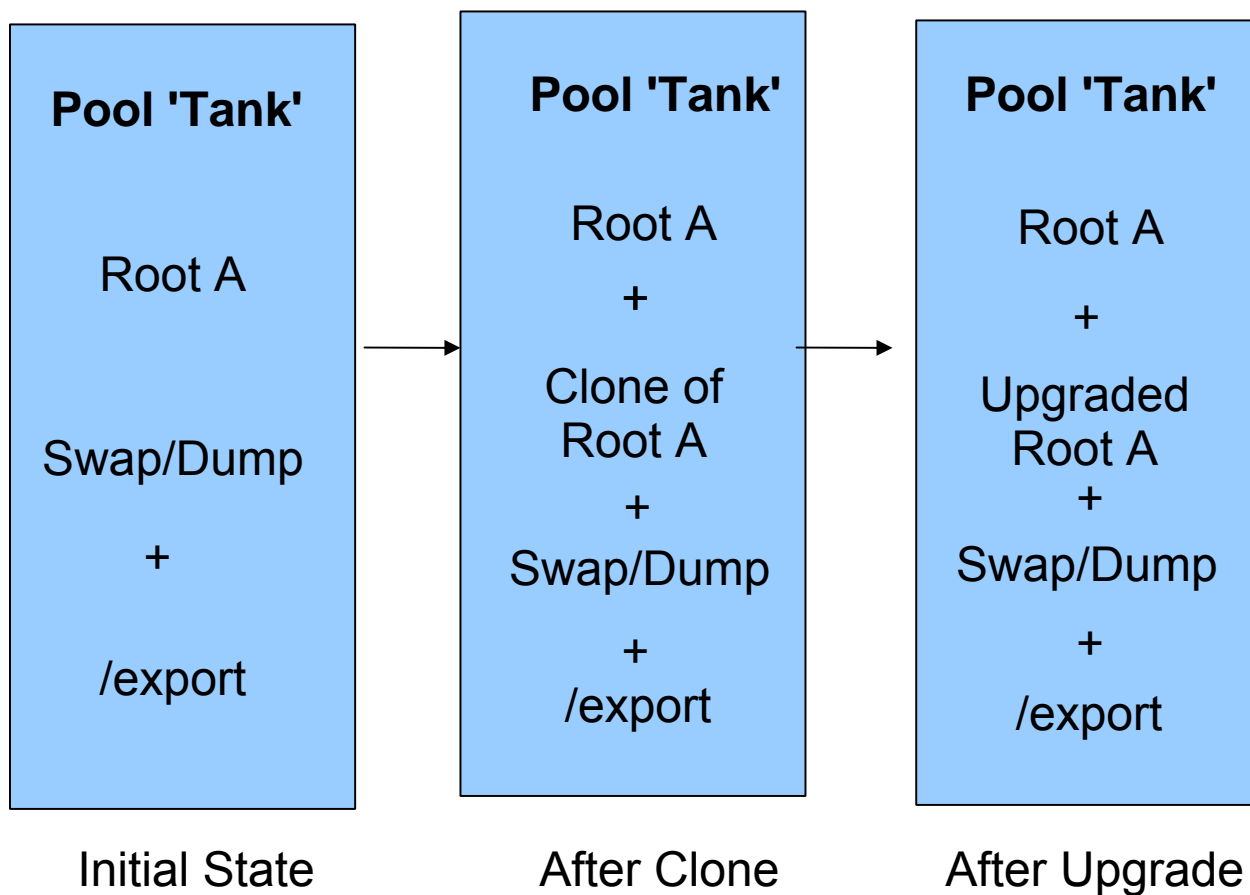 Pool 'Tank'
Root A
Swap/Dump
+
/export
Initial State
Pool 'Tank'
Root A
+
Clone of
Root A
+
Swap/Dump
+
/export
After Clone
Pool 'Tank'
Root A
+
Upgraded
Root A
+
Swap/Dump
+
/export
After Upgrade